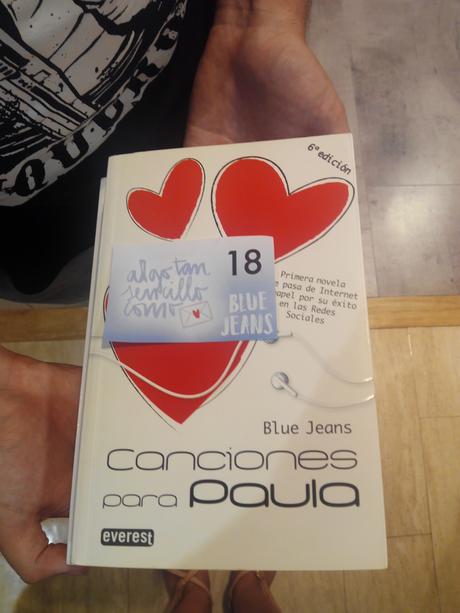 6ª edición
algo tan
sencillo
como
18
BLUE
JEANS
Primera novela
pasa de Internet
papel por su éxito
en las Redes
Sociales
Blue Jeans
Canciones
para Paula
everest